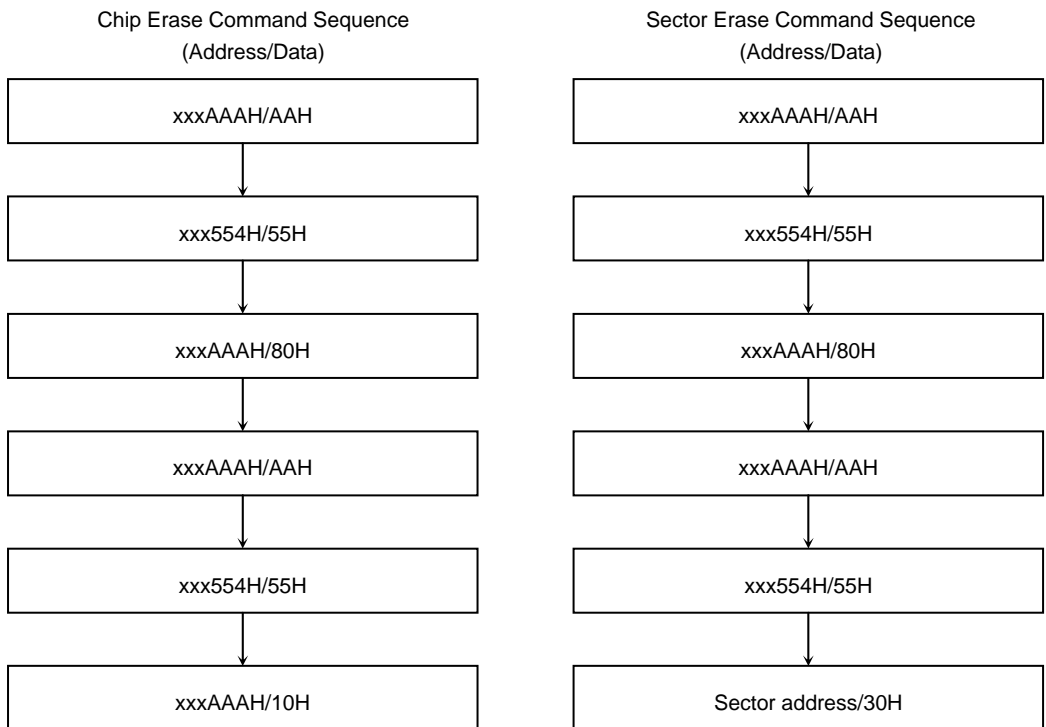 Chip Erase Command Sequence
(Address/Data)
xxxAAAH/AAH
xxx554H/55H
xxxAAAH/80H
xxxAAAH/AAH
xxx554H/55H
xxxAAAH/10H
Sector Erase Command Sequence
(Address/Data)
xxxAAAH/AAH
xxx554H/55H
xxxAAAH/80H
xxxAAAH/AAH
xxx554H/55H
Sector address/30H